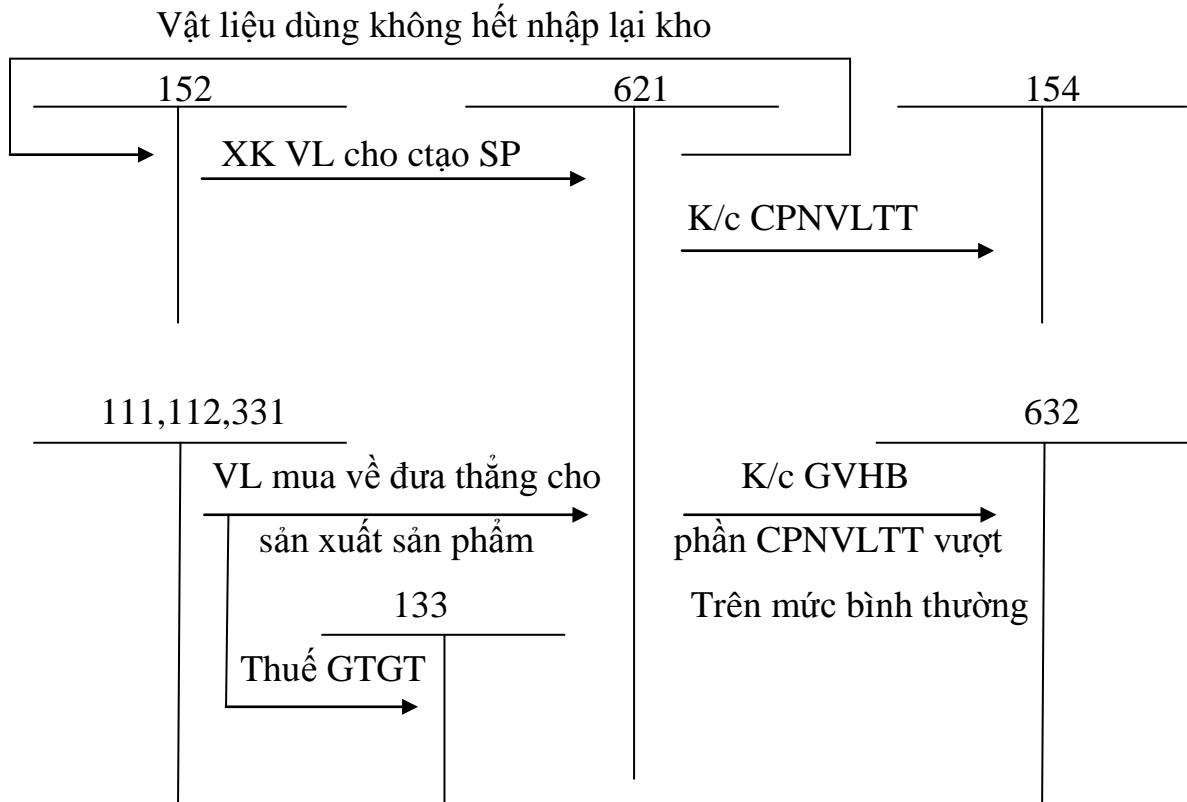 Vật liệu dùng không hết nhập lại kho
152
621
154
XK VL cho ctạo SP
K/c CPNVLTT
111,112,331
632
VL mua về đưa thẳng cho
sản xuất sản phẩm
K/c GVHB
phần CPNVLTT vượt
Trên mức bình thường
133
Thuế GTGT